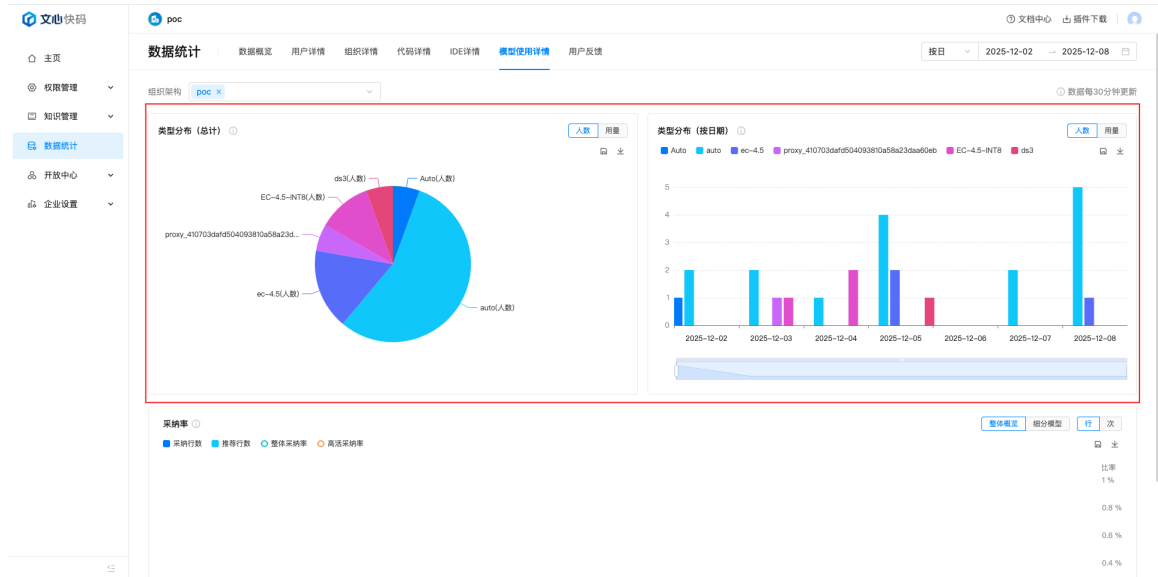 文心快码
poc
文档中心
插件下载
主页
权限管理
知识管理
数据统计
开放中心
企业设置
数据统计
数据概览 用户详情 组织详情 代码详情 IDE详情 模型使用详情 用户反馈
按日 2025-12-02 → 2025-12-08
组织架构 poc ×
数据每30分钟更新
类型分布（总计）
人数 用量
ds3(人数)
Auto(人数)
EC-4.5-INT8(人数)
proxy_410703dafd504093810a58a23d...
ec-4.5(人数)
auto(人数)
类型分布（按日期）
人数 用量
Auto auto ec-4.5 proxy_410703dafd504093810a58a23daa60eb EC-4.5-INT8 ds3
5
4
3
2
1
0
2025-12-02 2025-12-03 2025-12-04 2025-12-05 2025-12-06 2025-12-07 2025-12-08
采纳率
整体概览 细分模型 行 次
采纳行数 推荐行数 整体采纳率 高活采纳率
比率
1 %
0.8 %
0.6 %
0.4 %